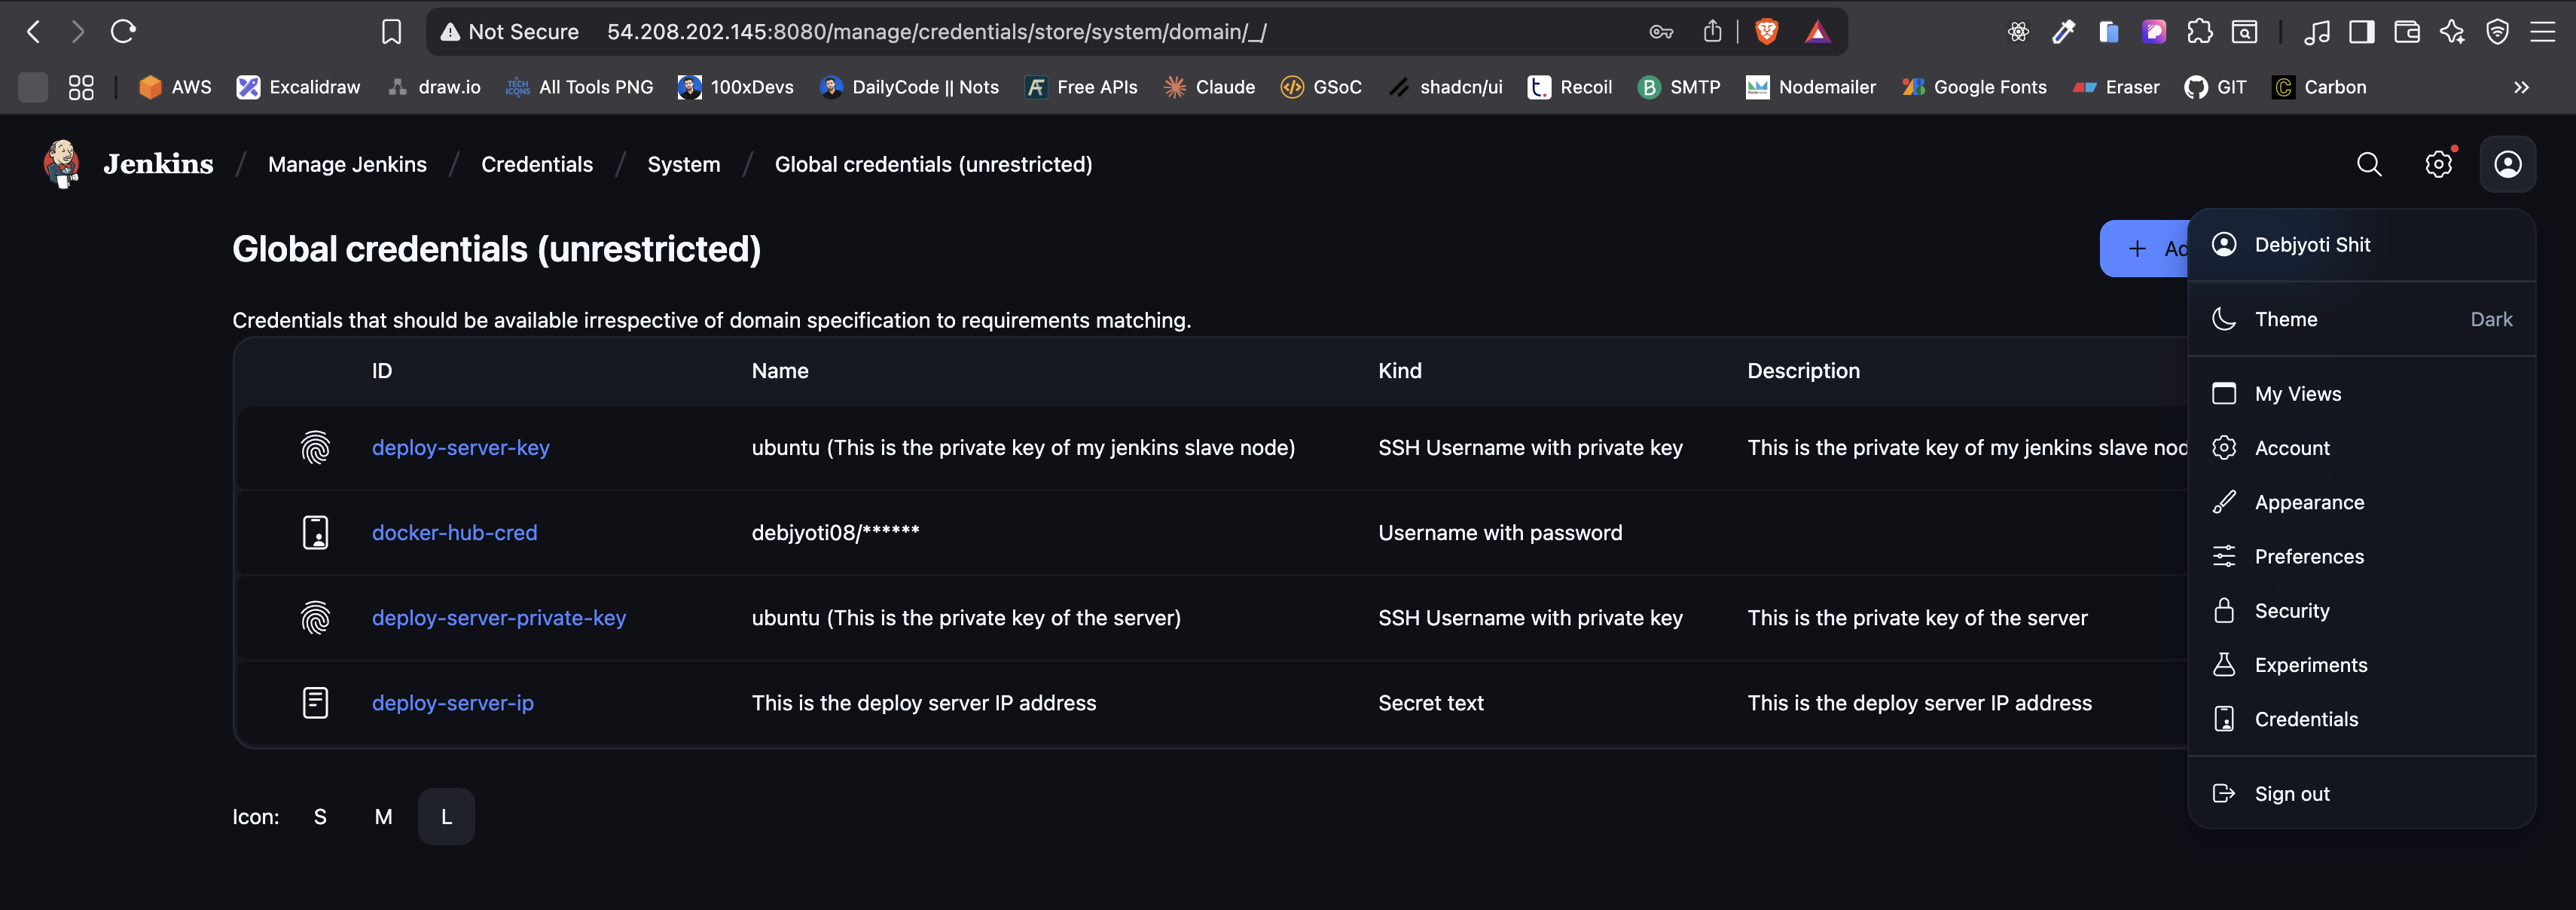 Not Secure 54.208.202.145:8080/manage/credentials/store/system/domain/_/
AWS Excalidraw draw.io TECH ICONS All Tools PNG 100xDevs DailyCode || Nots Free APIs Claude GSoC shadcn/ui Recoil SMTP Nodemailer Google Fonts Eraser GIT Carbon
Jenkins / Manage Jenkins / Credentials / System / Global credentials (unrestricted)
Global credentials (unrestricted)
+ Ad
Credentials that should be available irrespective of domain specification to requirements matching.
ID Name Kind Description
deploy-server-key ubuntu (This is the private key of my jenkins slave node) SSH Username with private key This is the private key of my jenkins slave nod
docker-hub-cred debjyoti08/****** Username with password
deploy-server-private-key ubuntu (This is the private key of the server) SSH Username with private key This is the private key of the server
deploy-server-ip This is the deploy server IP address Secret text This is the deploy server IP address
Icon: S M L
Debjyoti Shit
Theme Dark
My Views
Account
Appearance
Preferences
Security
Experiments
Credentials
Sign out